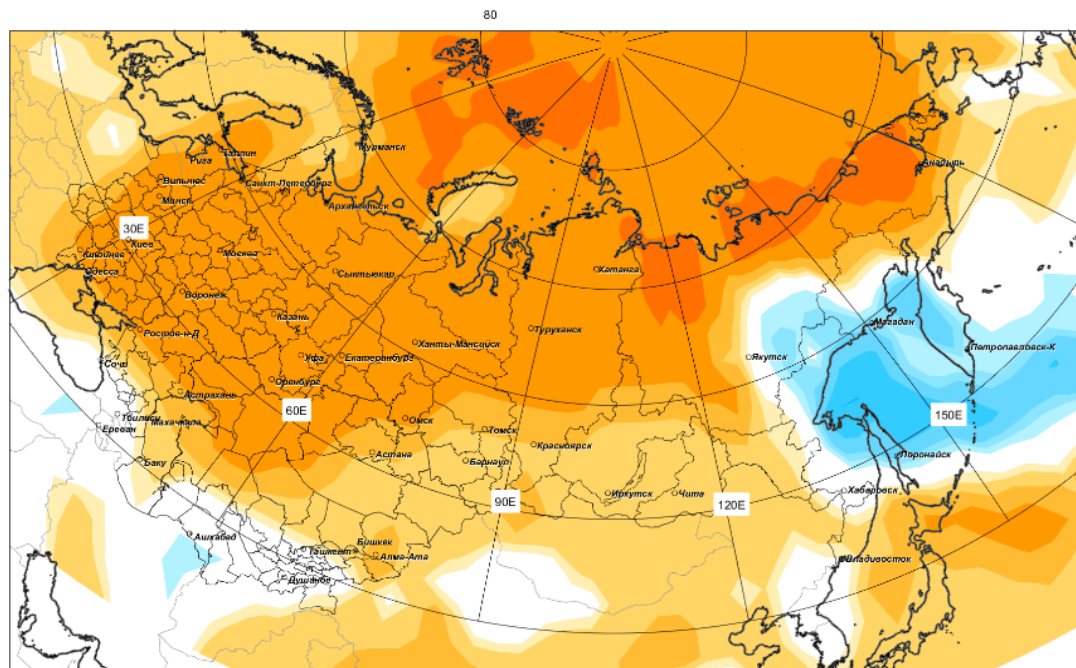 80
Мурманск
Таллин
Рига
Анадырь
Вильнюс
Санкт-Петербург
Минск
Архангельск
30E
Киев
Кишинев
Москва
Одесса
Сыктывкар
Хатанга
Воронеж
Казань
Магадан
Ростов-н-Д
Туруханск
Ханты-Мансийск
Петропавловск-К
Уфа
Екатеринбург
Якутск
Сочи
Оренбург
Астрахань
60E
150E
Тбилиси
Махачкала
Омск
Ереван
Томск
Красноярск
Астана
Барнаул
Поронайск
Баку
Иркутск
Чита
Хабаровск
90E
120E
Ашхабад
Бишкек
Ташкент
Алма-Ата
Владивосток
Душанбе